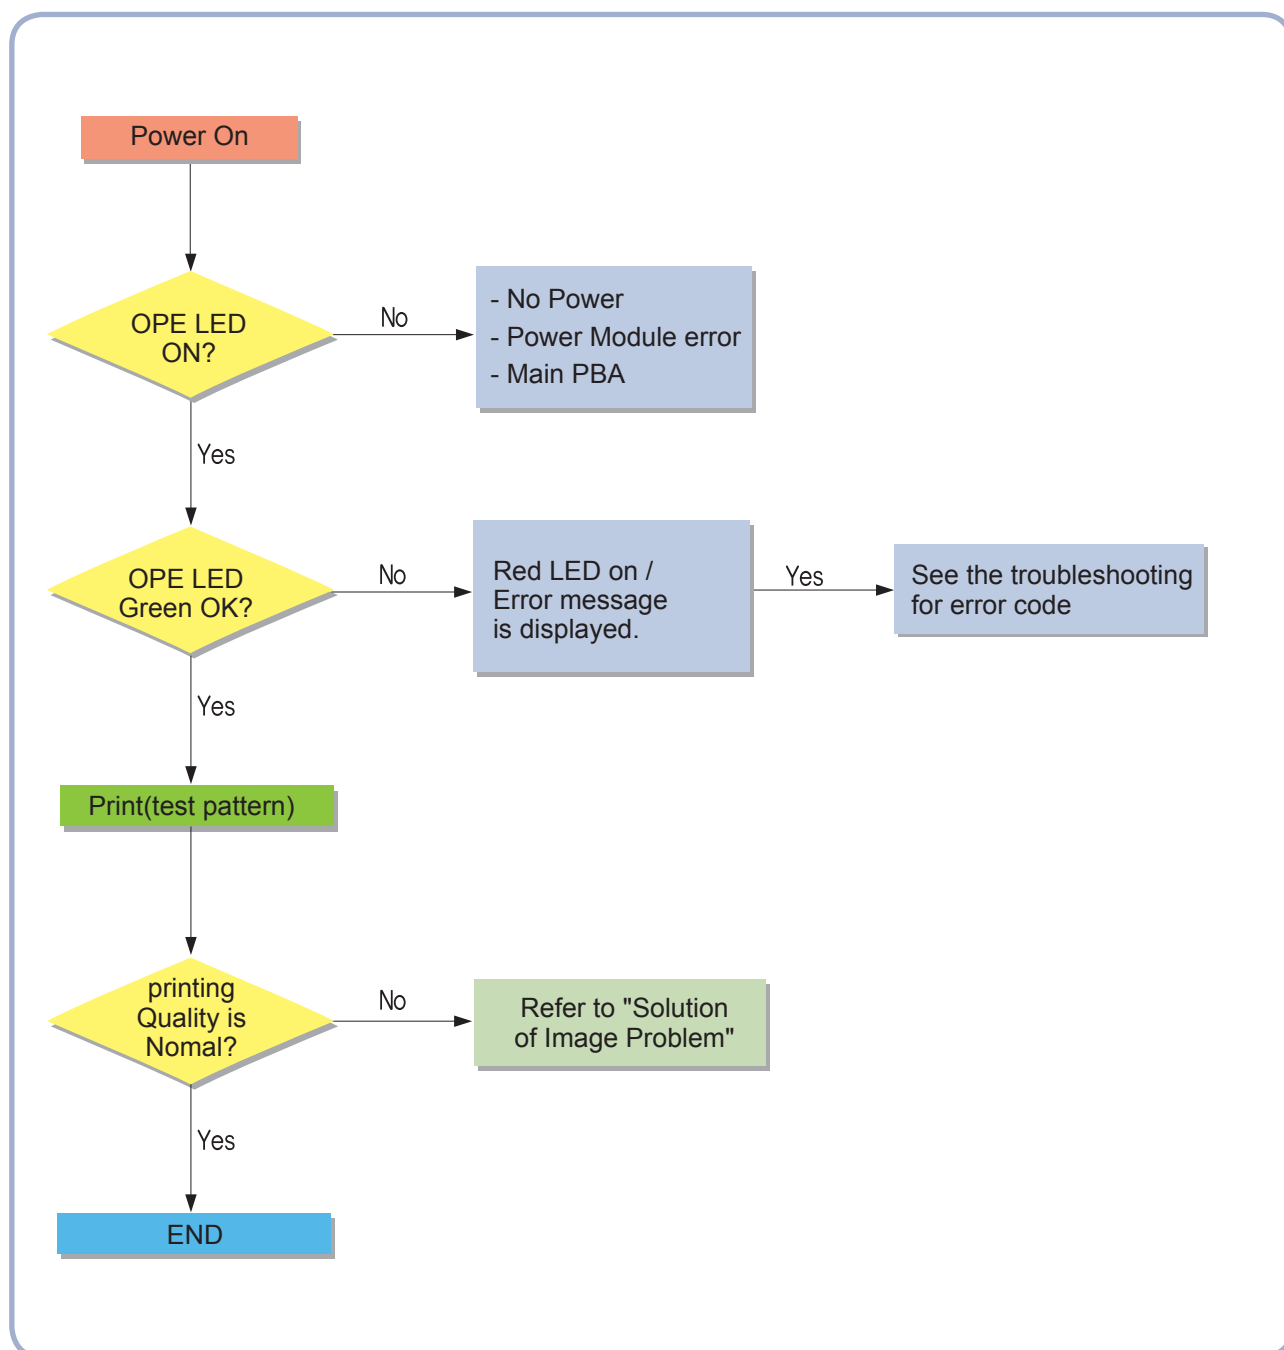 Power On
OPE LED
ON?
No
- No Power
- Power Module error
- Main PBA
Yes
OPE LED
Green OK?
No
Red LED on /
Error message
is displayed.
Yes
See the troubleshooting
for error code
Yes
Print(test pattern)
printing
Quality is
Nomal?
No
Refer to "Solution
of Image Problem"
Yes
END